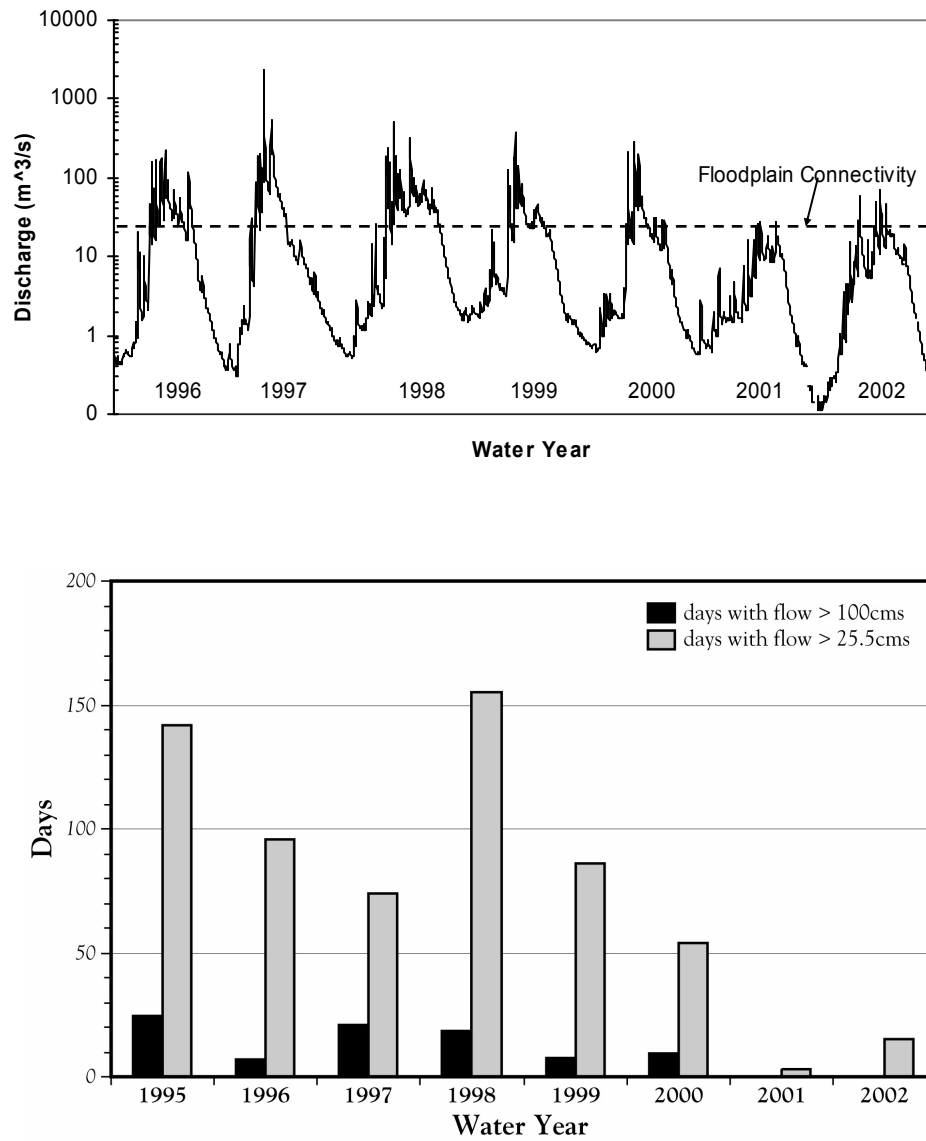 10000
1000
100
10
1
0
Discharge (m^3/s)
Floodplain Connectivity
1996 1997 1998 1999 2000 2001 2002
Water Year
200
150
100
50
0
Days
days with flow > 100cms
days with flow > 25.5cms
1995 1996 1997 1998 1999 2000 2001 2002
Water Year